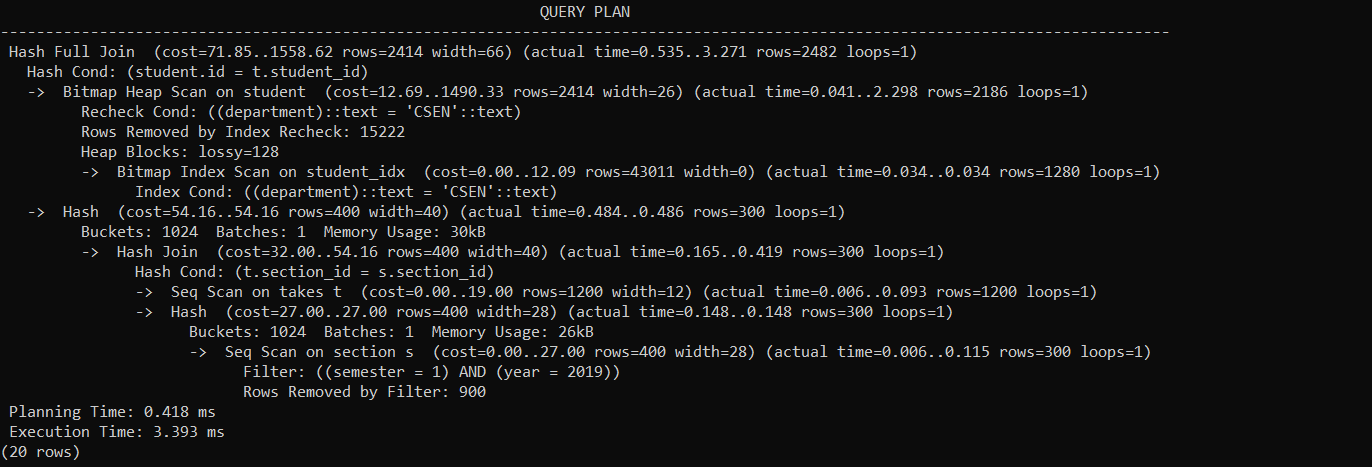 QUERY PLAN
-----------------------------------------------------------------------------------------------------------------------------------
Hash Full Join  (cost=71.85..1558.62 rows=2414 width=66) (actual time=0.535..3.271 rows=2482 loops=1)
  Hash Cond: (student.id = t.student_id)
  ->  Bitmap Heap Scan on student  (cost=12.69..1490.33 rows=2414 width=26) (actual time=0.041..2.298 rows=2186 loops=1)
        Recheck Cond: ((department)::text = 'CSEN'::text)
        Rows Removed by Index Recheck: 15222
        Heap Blocks: lossy=128
        ->  Bitmap Index Scan on student_idx  (cost=0.00..12.09 rows=43011 width=0) (actual time=0.034..0.034 rows=1280 loops=1)
              Index Cond: ((department)::text = 'CSEN'::text)
  ->  Hash  (cost=54.16..54.16 rows=400 width=40) (actual time=0.484..0.486 rows=300 loops=1)
        Buckets: 1024  Batches: 1  Memory Usage: 30kB
        ->  Hash Join  (cost=32.00..54.16 rows=400 width=40) (actual time=0.165..0.419 rows=300 loops=1)
              Hash Cond: (t.section_id = s.section_id)
              ->  Seq Scan on takes t  (cost=0.00..19.00 rows=1200 width=12) (actual time=0.006..0.093 rows=1200 loops=1)
              ->  Hash  (cost=27.00..27.00 rows=400 width=28) (actual time=0.148..0.148 rows=300 loops=1)
                    Buckets: 1024  Batches: 1  Memory Usage: 26kB
                    ->  Seq Scan on section s  (cost=0.00..27.00 rows=400 width=28) (actual time=0.006..0.115 rows=300 loops=1)
                          Filter: ((semester = 1) AND (year = 2019))
                          Rows Removed by Filter: 900
Planning Time: 0.418 ms
Execution Time: 3.393 ms
(20 rows)